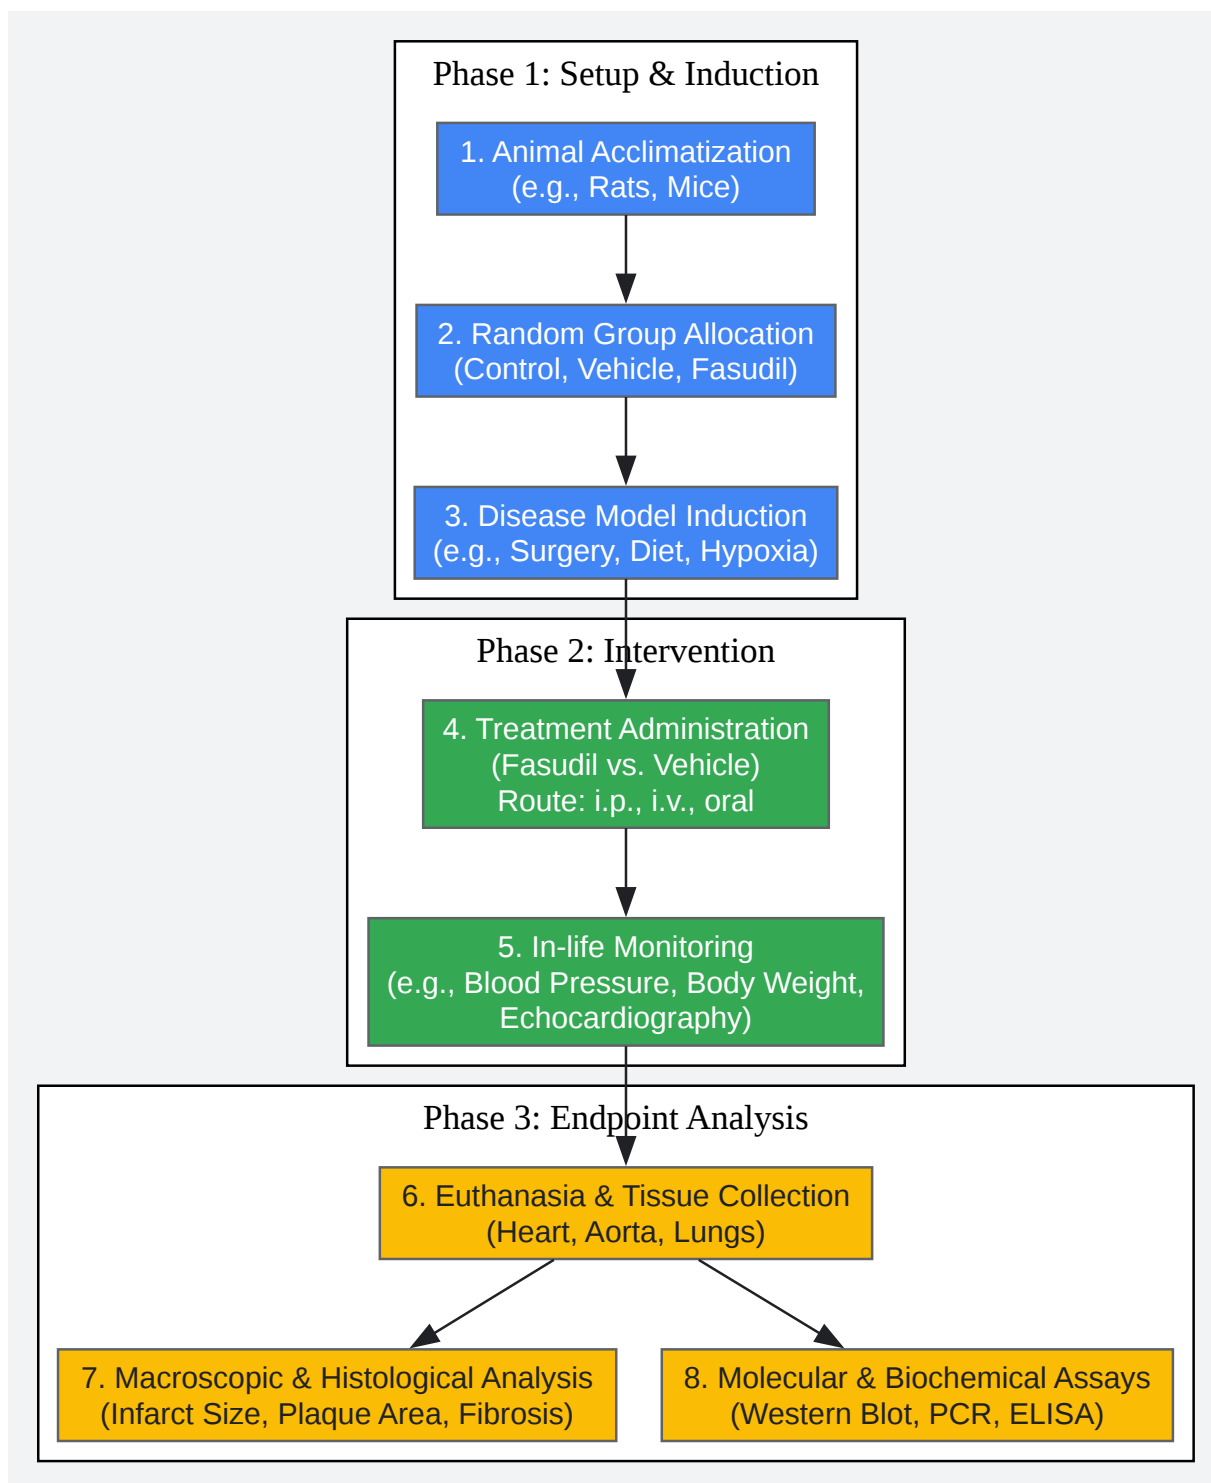 Phase 1: Setup & Induction
1. Animal Acclimatization
(e.g., Rats, Mice)
2. Random Group Allocation
(Control, Vehicle, Fasudil)
3. Disease Model Induction
(e.g., Surgery, Diet, Hypoxia)
Phase 2: Intervention
4. Treatment Administration
(Fasudil vs. Vehicle)
Route: i.p., i.v., oral
5. In-life Monitoring
(e.g., Blood Pressure, Body Weight,
Echocardiography)
Phase 3: Endpoint Analysis
6. Euthanasia & Tissue Collection
(Heart, Aorta, Lungs)
7. Macroscopic & Histological Analysis
(Infarct Size, Plaque Area, Fibrosis)
8. Molecular & Biochemical Assays
(Western Blot, PCR, ELISA)